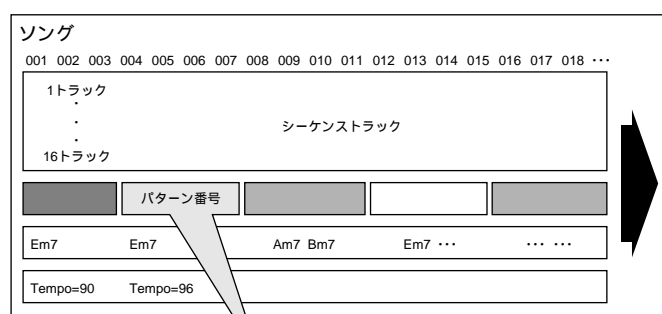 ソング
001 002 003 004 005 006 007 008 009 010 011 012 013 014 015 016 017 018 ···
1トラック
·
·
·
シーケンストラック
16トラック
パターン番号
Em7 Em7 Am7 Bm7 Em7 ··· ··· ···
Tempo=90 Tempo=96